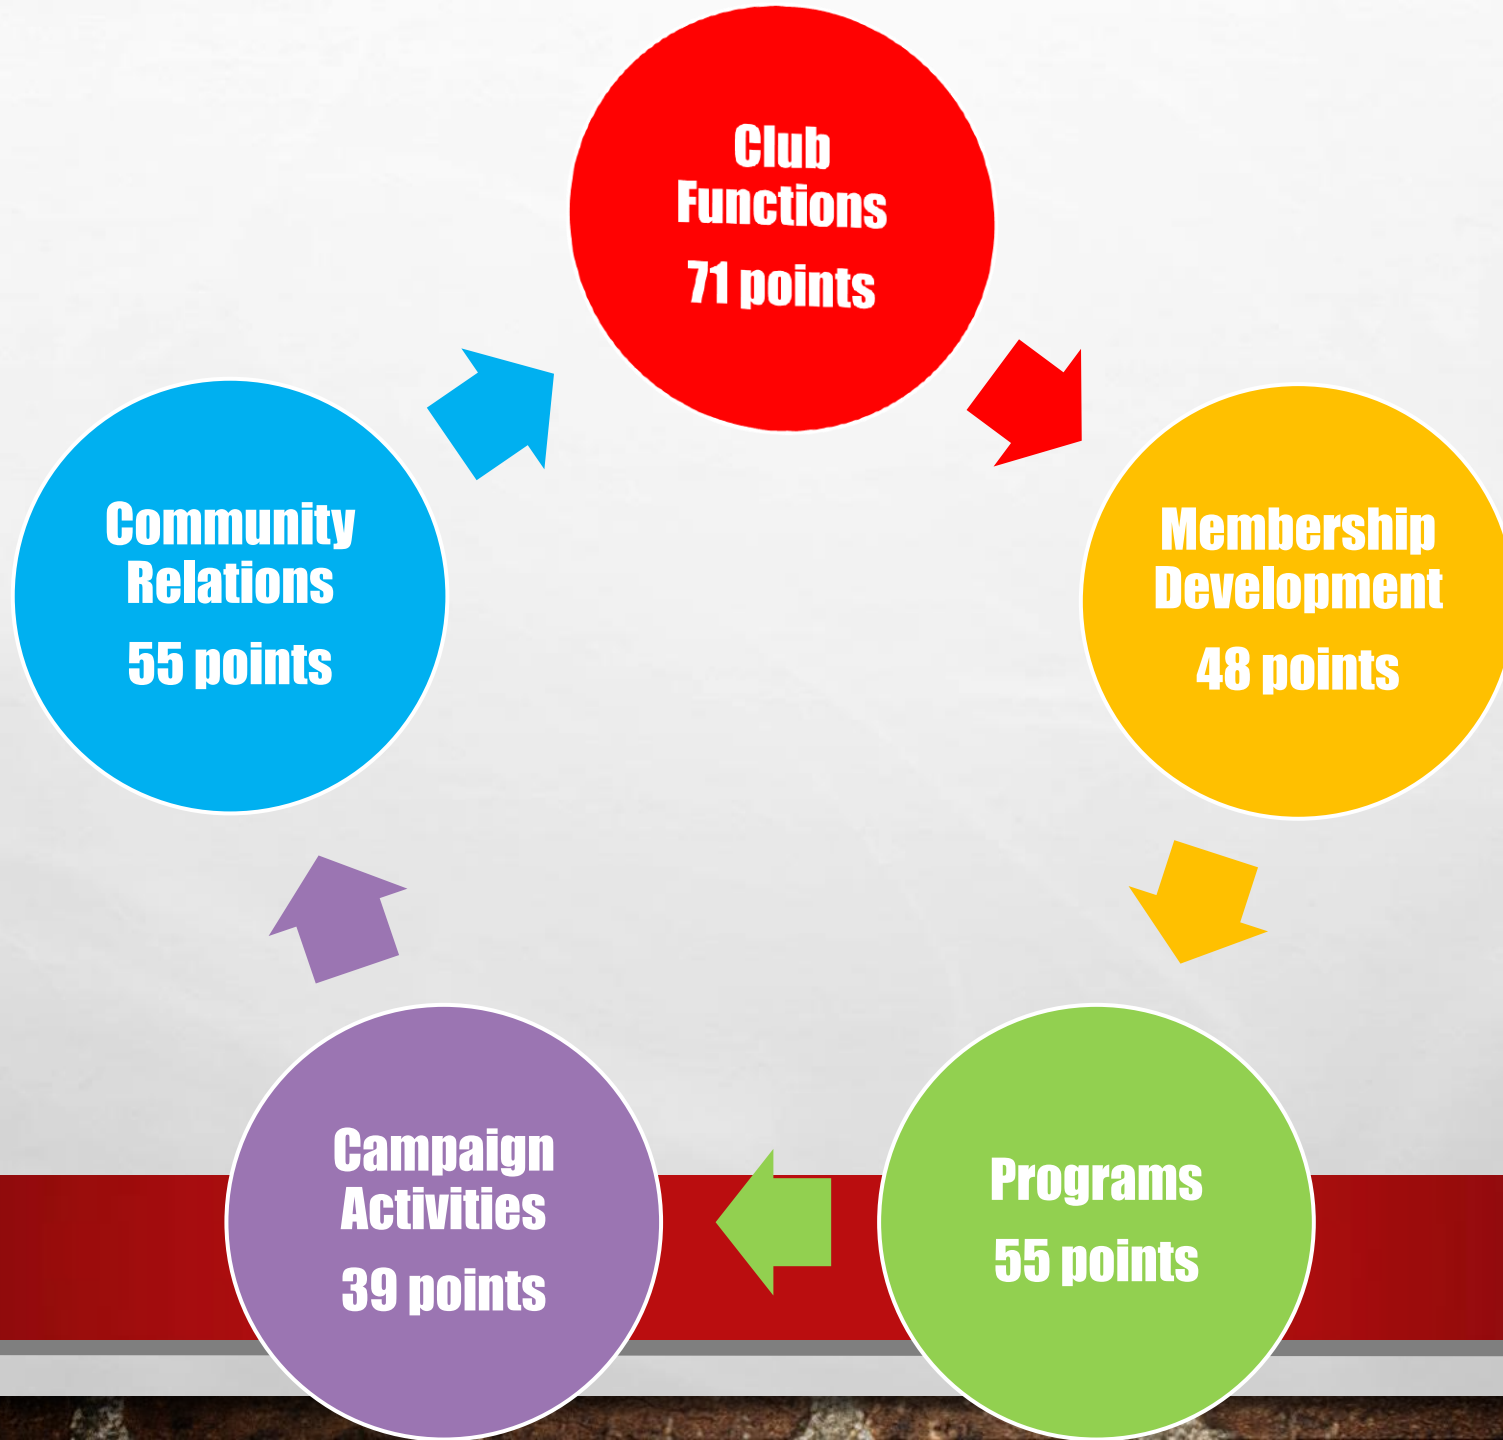 Club
Functions
71 points
Membership
Development
48 points
Programs
55 points
Campaign
Activities
39 points
Community
Relations
55 points